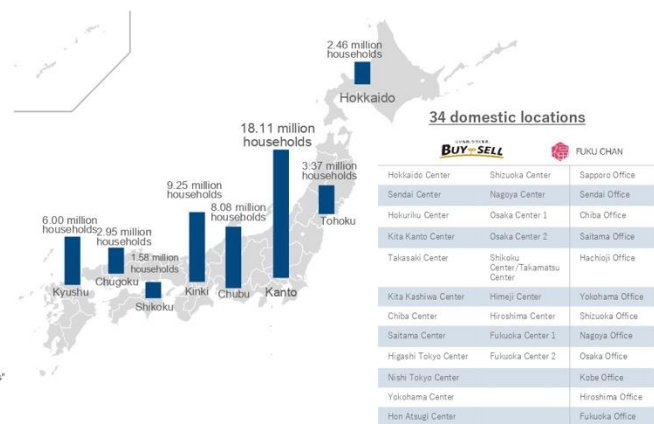 2.46 million
households
Hokkaido
18.11 million
households
3.37 million
households
Tohoku
9.25 million
households
8.08 million
households
6.00 million
households
2.95 million
households
1.58 million
households
Kyushu
Chugoku
Shikoku
Kinki
Chubu
Kanto
34 domestic locations
BUYSELL
FUKU CHAN
Hokkaido Center Shizuoka Center Sapporo Office
Sendai Center Nagoya Center Sendai Office
Hokuriku Center Osaka Center 1 Chiba Office
Kita Kanto Center Osaka Center 2 Saitama Office
Takasaki Center Shikoku Hachioji Office
Center/Takamatsu
Center
Kita Kashiwa Center Himeji Center Yokohama Office
Chiba Center Hiroshima Center Shizuoka Office
Saitama Center Fukuoka Center 1 Nagoya Office
Higashi Tokyo Center Fukuoka Center 2 Osaka Office
Nishi Tokyo Center Kobe Office
Yokohama Center Hiroshima Office
Hon Atsugi Center Fukuoka Office